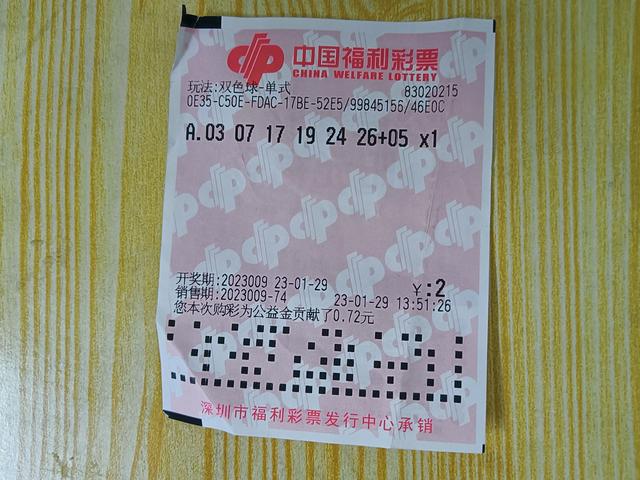 中国福利彩票
CHINA WELFARE LOTTERY
玩法:双色球-单式 83020215
0E35-C50E-FDAC-17BE-52E5/99845156/46E0C
A.03 07 17 19 24 26+05 x1
开奖期:2023009 23-01-29 ¥:2
销售期:2023009-74 23-01-29 13:51:26
您本次购彩为公益金贡献了0.72元
深圳市福利彩票发行中心承销